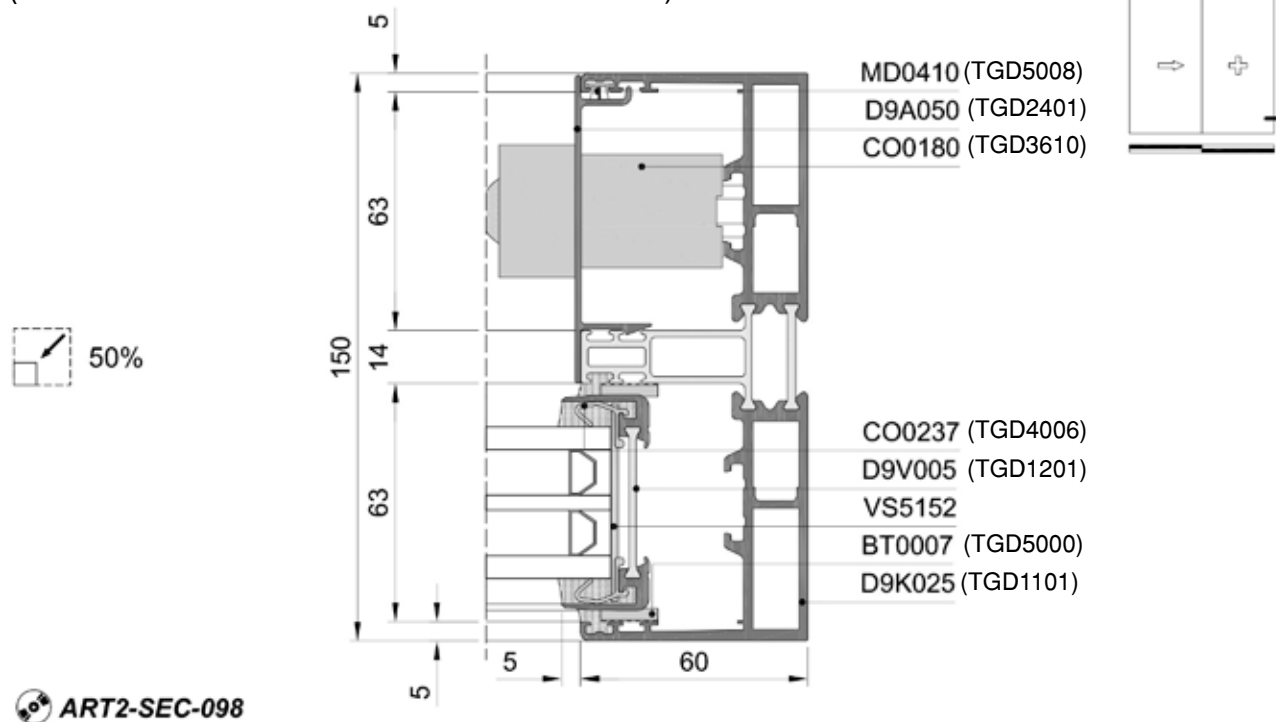 5
MD0410 (TGD5008)
D9A050 (TGD2401)
CO0180 (TGD3610)
63
150
14
50%
CO0237 (TGD4006)
D9V005 (TGD1201)
63
VS5152
BT0007 (TGD5000)
D9K025 (TGD1101)
5
60
5
ART2-SEC-098